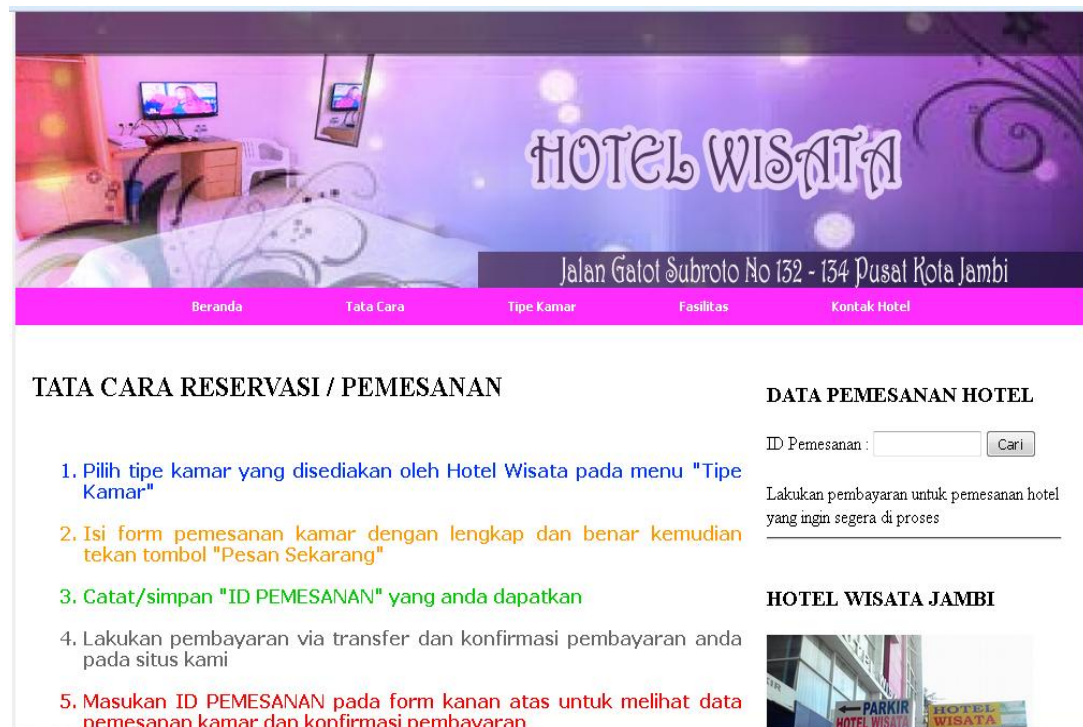 HOTEL WISATA
Jalan Gatot Subroto No 132 - 134 Pusat Kota Jambi
Beranda
Tata Cara
Tipe Kamar
Fasilitas
Kontak Hotel
TATA CARA RESERVASI / PEMESANAN
1. Pilih tipe kamar yang disediakan oleh Hotel Wisata pada menu "Tipe
Kamar"
2. Isi form pemesanan kamar dengan lengkap dan benar kemudian
tekan tombol "Pesan Sekarang"
3. Catat/simpan "ID PEMESANAN" yang anda dapatkan
4. Lakukan pembayaran via transfer dan konfirmasi pembayaran anda
pada situs kami
5. Masukan ID PEMESANAN pada form kanan atas untuk melihat data
pemesanan kamar dan konfirmasi pembayaran
DATA PEMESANAN HOTEL
ID Pemesanan :
Cari
Lakukan pembayaran untuk pemesanan hotel
yang ingin segera di proses
HOTEL WISATA JAMBI
PARKIR
HOTEL WISATA
HOTEL
WISATA